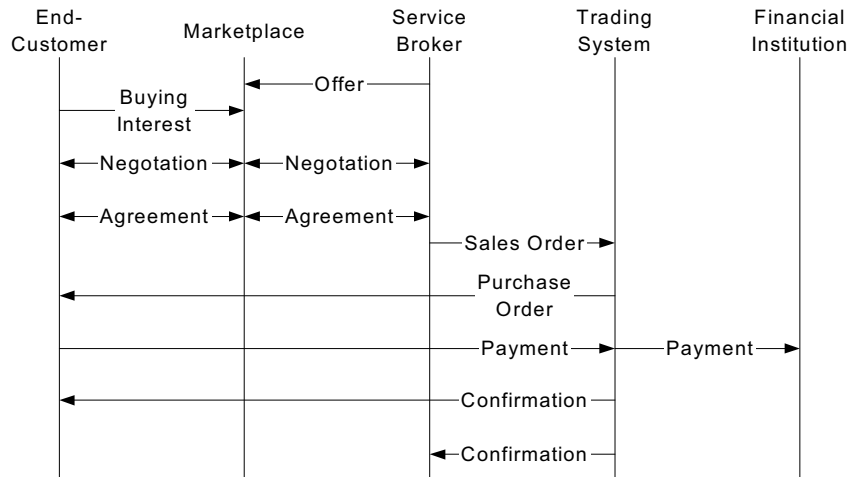 End-
Customer
Marketplace
Service
Broker
Trading
System
Financial
Institution
Offer
Buying
Interest
Negotation
Negotation
Agreement
Agreement
Sales Order
Purchase
Order
Payment
Payment
Confirmation
Confirmation